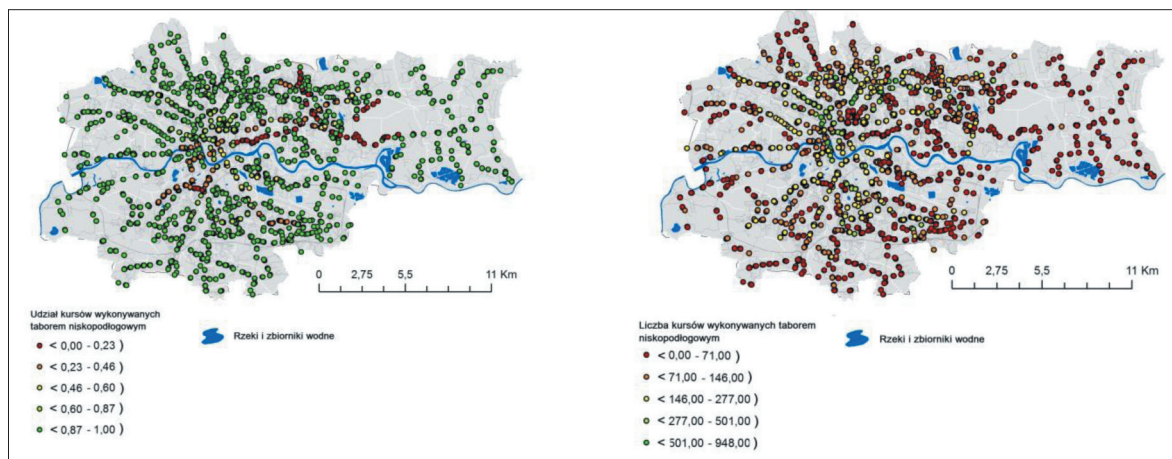 0 2,75 5,5 11 Km
Udział kursów wykonywanych
taborem niskopodłogowym
< 0,00 - 0,23 )
< 0,23 - 0,46 )
< 0,46 - 0,60 )
< 0,60 - 0,87 )
< 0,87 - 1,00 )
Rzeki i zbiorniki wodne
0 2,75 5,5 11 Km
Liczba kursów wykonywanych taborem
niskopodłogowym
< 0,00 - 71,00 )
< 71,00 - 146,00 )
< 146,00 - 277,00 )
< 277,00 - 501,00 )
< 501,00 - 948,00 )
Rzeki i zbiorniki wodne